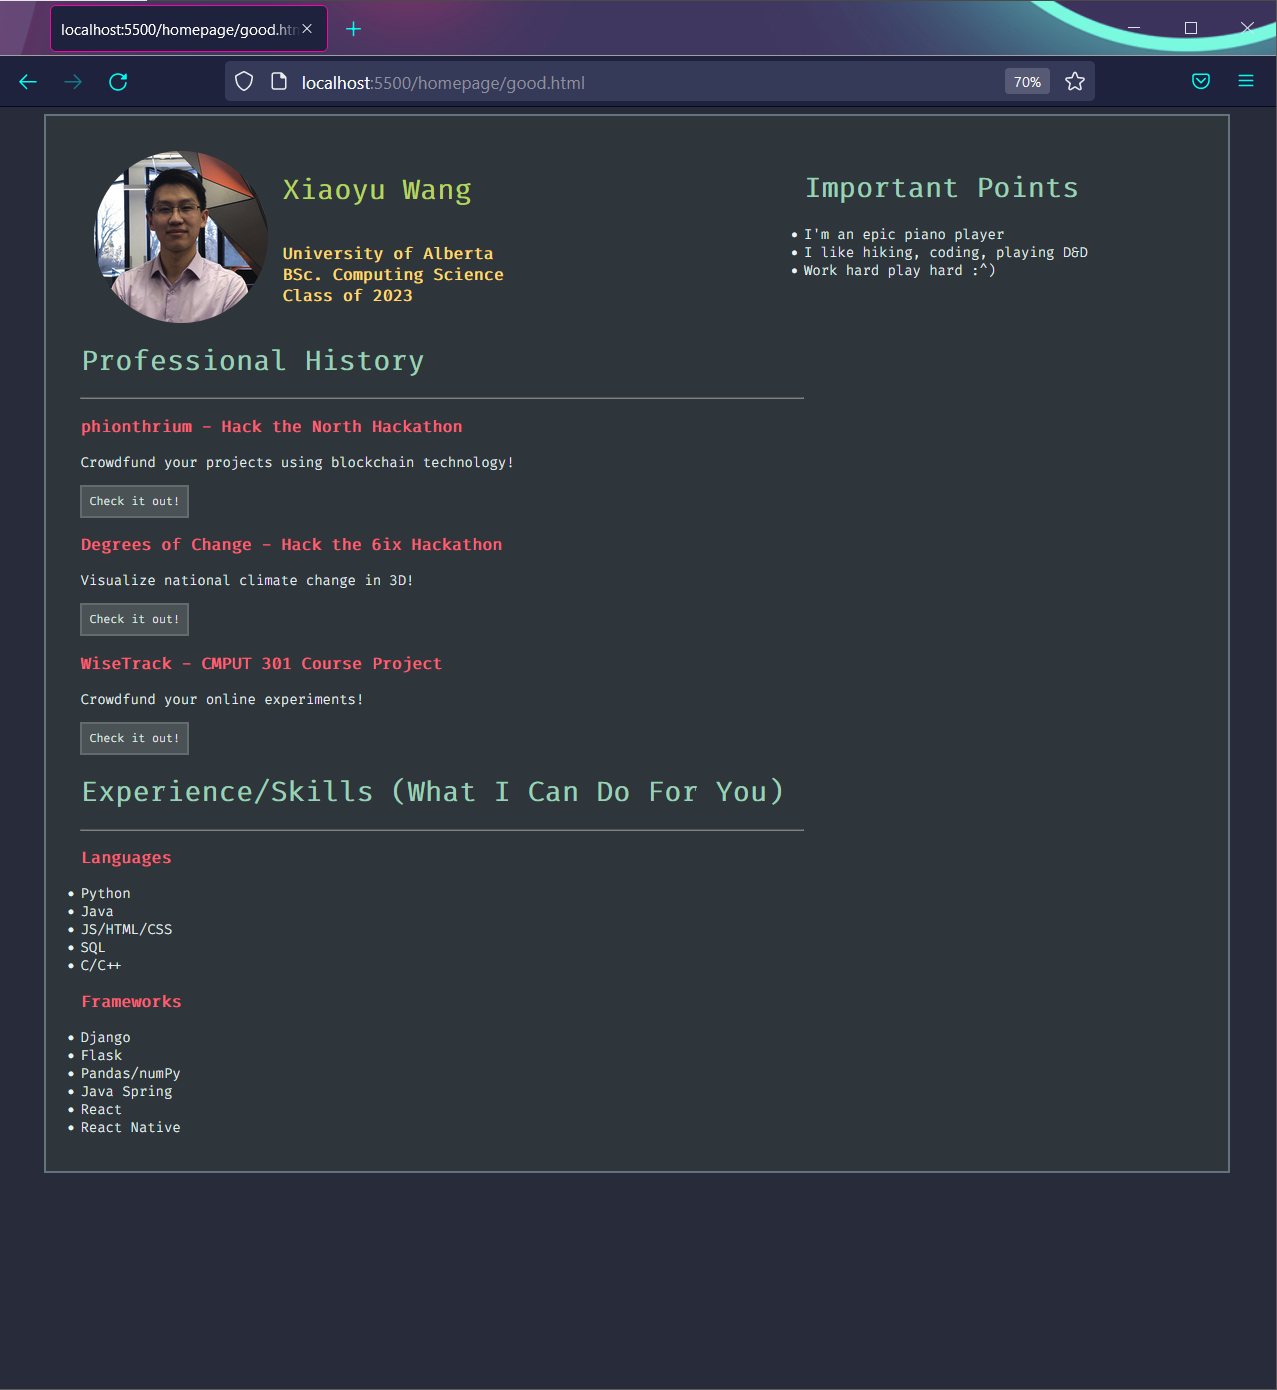 localhost:5500/homepage/good.htm
localhost:5500/homepage/good.html
70%
Xiaoyu Wang
University of Alberta
BSc. Computing Science
Class of 2023
Important Points
• I'm an epic piano player
• I like hiking, coding, playing D&D
• Work hard play hard :^)
Professional History
phionthrium - Hack the North Hackathon
Crowdfund your projects using blockchain technology!
Check it out!
Degrees of Change - Hack the 6ix Hackathon
Visualize national climate change in 3D!
Check it out!
WiseTrack - CMPUT 301 Course Project
Crowdfund your online experiments!
Check it out!
Experience/Skills (What I Can Do For You)
Languages
• Python
• Java
• JS/HTML/CSS
• SQL
• C/C++
Frameworks
• Django
• Flask
• Pandas/numPy
• Java Spring
• React
• React Native